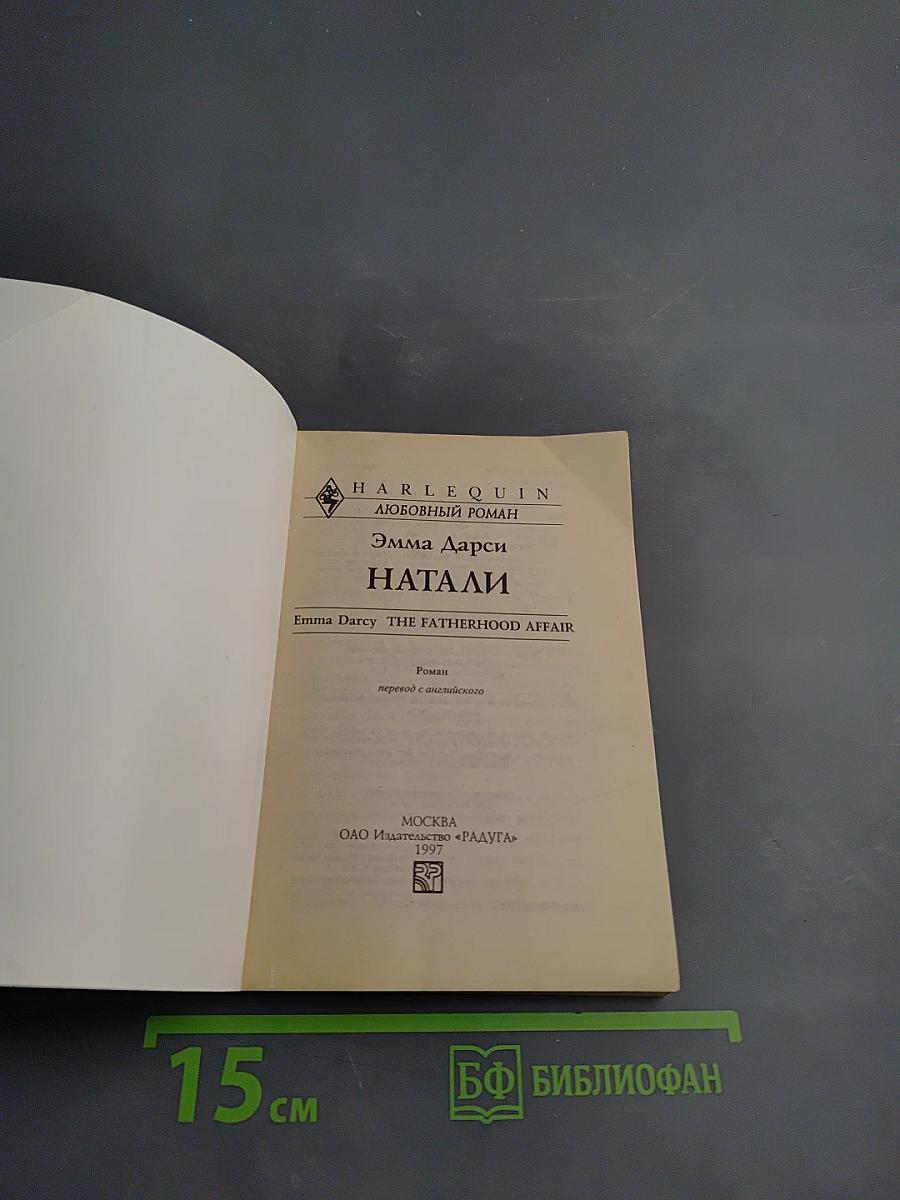 HARLEQUIN
ЛЮБОВНЫЙ РОМАН
Эмма Дарси
НАТАЛИ
Emma Darcy THE FATHERHOOD AFFAIR
Роман
перевод с английского
МОСКВА
ОАО Издательство «РАДУГА»
1997
15 см
БФ БИБЛИОФАН